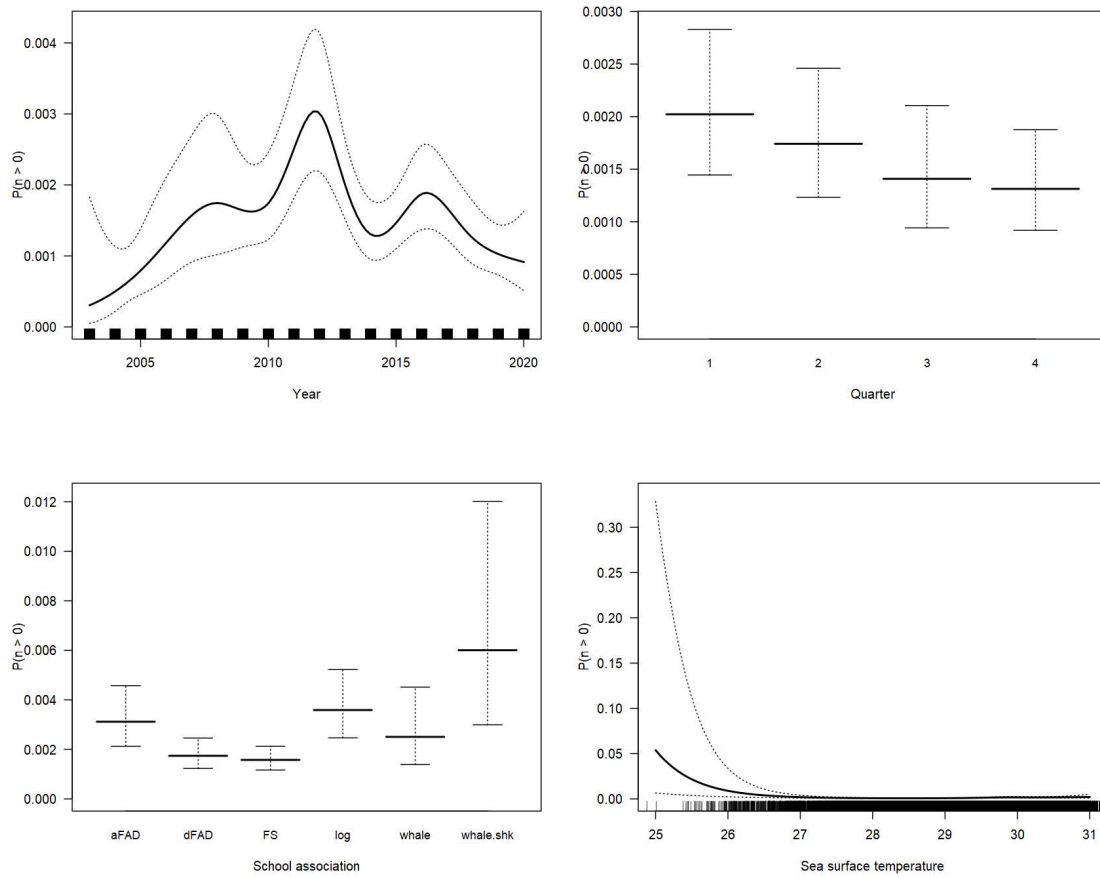 P(n > 0)
0.004
0.003
0.002
0.001
0.000
2005 2010 2015 2020
Year
P(n > 0)
0.0030
0.0025
0.0020
0.0015
0.0010
0.0005
0.0000
1 2 3 4
Quarter
P(n > 0)
0.012
0.010
0.008
0.006
0.004
0.002
0.000
aFAD dFAD FS log whale whale.shk
School association
P(n > 0)
0.30
0.25
0.20
0.15
0.10
0.05
0.00
25 26 27 28 29 30 31
Sea surface temperature